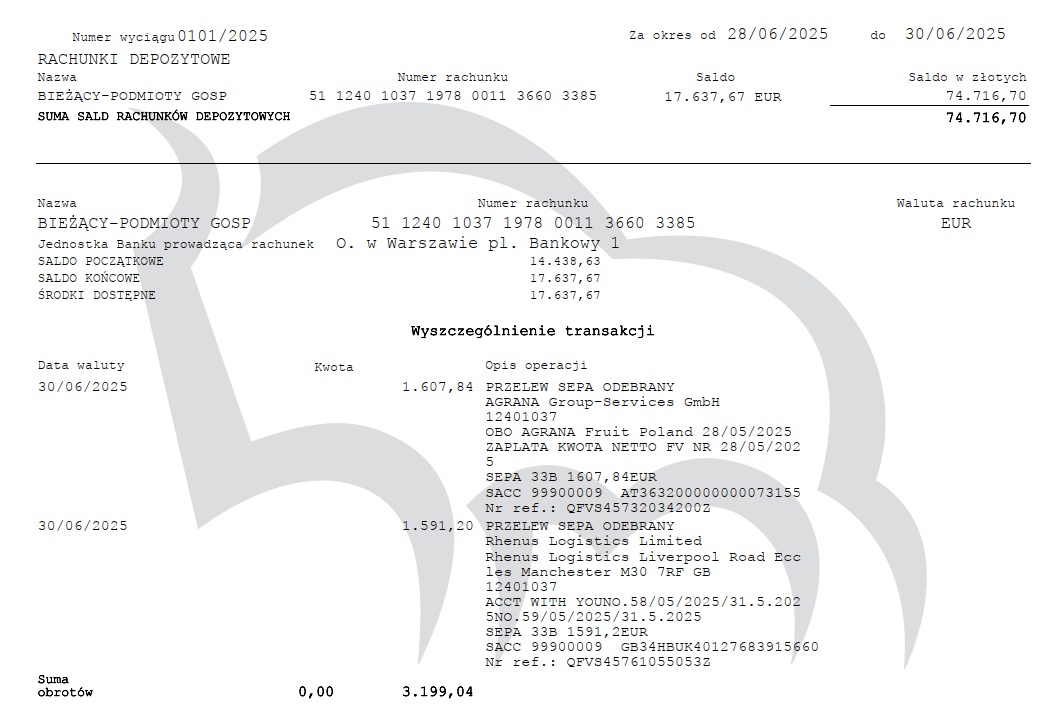 Numer wyciągu 0101/2025 Za okres od 28/06/2025 do 30/06/2025
RACHUNKI DEPOZYTOWE
Nazwa Numer rachunku Saldo Saldo w złotych
BIEŻĄCY-PODMIOTY GOSP 51 1240 1037 1978 0011 3660 3385 17.637,67 EUR 74.716,70
SUMA SALD RACHUNKÓW DEPOZYTOWYCH 74.716,70
Nazwa Numer rachunku Waluta rachunku
BIEŻĄCY-PODMIOTY GOSP 51 1240 1037 1978 0011 3660 3385 EUR
Jednostka Banku prowadząca rachunek O. w Warszawie pl. Bankowy 1
SALDO POCZĄTKOWE 14.438,63
SALDO KOŃCOWE 17.637,67
ŚRODKI DOSTĘPNE 17.637,67
Wyszczególnienie transakcji
Data waluty Kwota Opis operacji
30/06/2025 1.607,84 PRZELEW SEPA ODEBRANY
AGRANA Group-Services GmbH
12401037
OBO AGRANA Fruit Poland 28/05/2025
ZAPLATA KWOTA NETTO FV NR 28/05/202
5
SEPA 33B 1607,84EUR
SACC 99900009 AT363200000000073155
Nr ref.: QFVS45732034200Z
30/06/2025 1.591,20 PRZELEW SEPA ODEBRANY
Rhenus Logistics Limited
Rhenus Logistics Liverpool Road Ecc
les Manchester M30 7RF GB
12401037
ACCT WITH YOUNO.58/05/2025/31.5.202
5NO.59/05/2025/31.5.2025
SEPA 33B 1591,2EUR
SACC 99900009 GB34HBUK40127683915660
Nr ref.: QFVS45761055053Z
Suma
obrotów 0,00 3.199,04